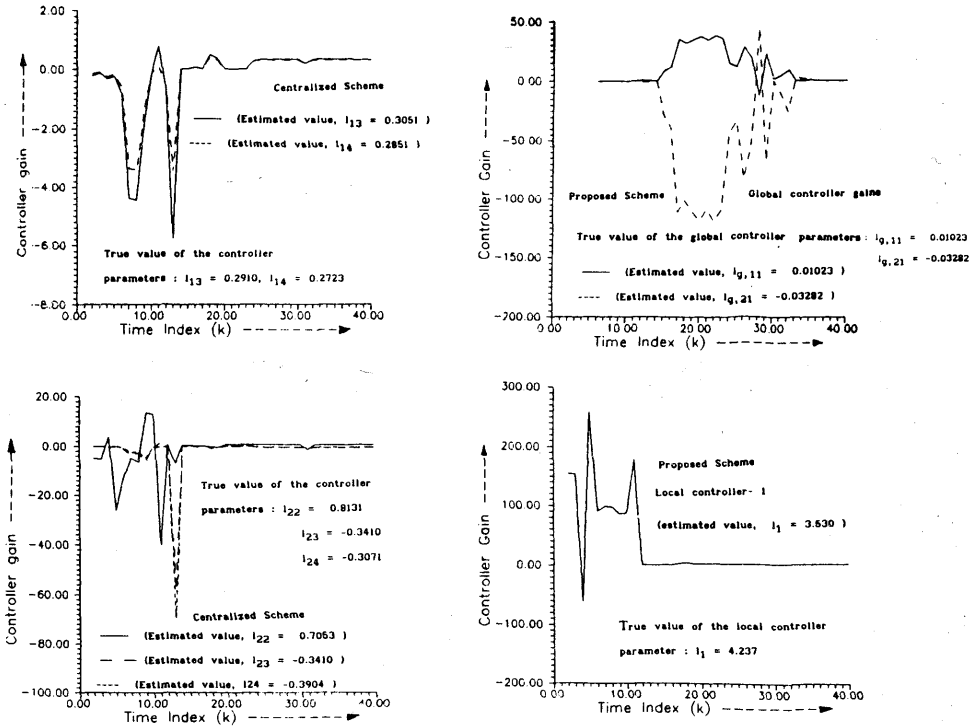 2.00
0.00
-2.00
-4.00
-6.00
-8.00
Controller gain
Centralized Scheme
(Estimated value, l13 = 0.3051 )
(Estimated value, l14 = 0.2851 )
True value of the controller
parameters : l13 = 0.2910, l14 = 0.2723
0.00 10.00 20.00 30.00 40.00
Time Index (k)
50.00
0.00
-50.00
-100.00
-150.00
-200.00
Controller Gain
Proposed Scheme Global controller gains
True value of the global controller parameters : lg,11 = 0.01023
lg,21 = -0.03282
(Estimated value, lg,11 = 0.01023 )
(Estimated value, lg,21 = -0.03282 )
0.00 10.00 20.00 30.00 40.00
Time Index (k)
20.00
0.00
-20.00
-40.00
-60.00
-80.00
-100.00
Controller gain
True value of the controller
parameters : l22 = 0.8131
l23 = -0.3410
l24 = -0.3071
Centralized Scheme
(Estimated value, l22 = 0.7053 )
(Estimated value, l23 = -0.3410 )
(Estimated value, l24 = -0.3904 )
0.00 10.00 20.00 30.00 40.00
Time Index (k)
300.00
200.00
100.00
0.00
-100.00
-200.00
Controller Gain
Proposed Scheme
Local controller- 1
(estimated value, l1 = 3.530 )
True value of the local controller
parameter : l1 = 4.237
0.00 10.00 20.00 30.00 40.00
Time Index (k)